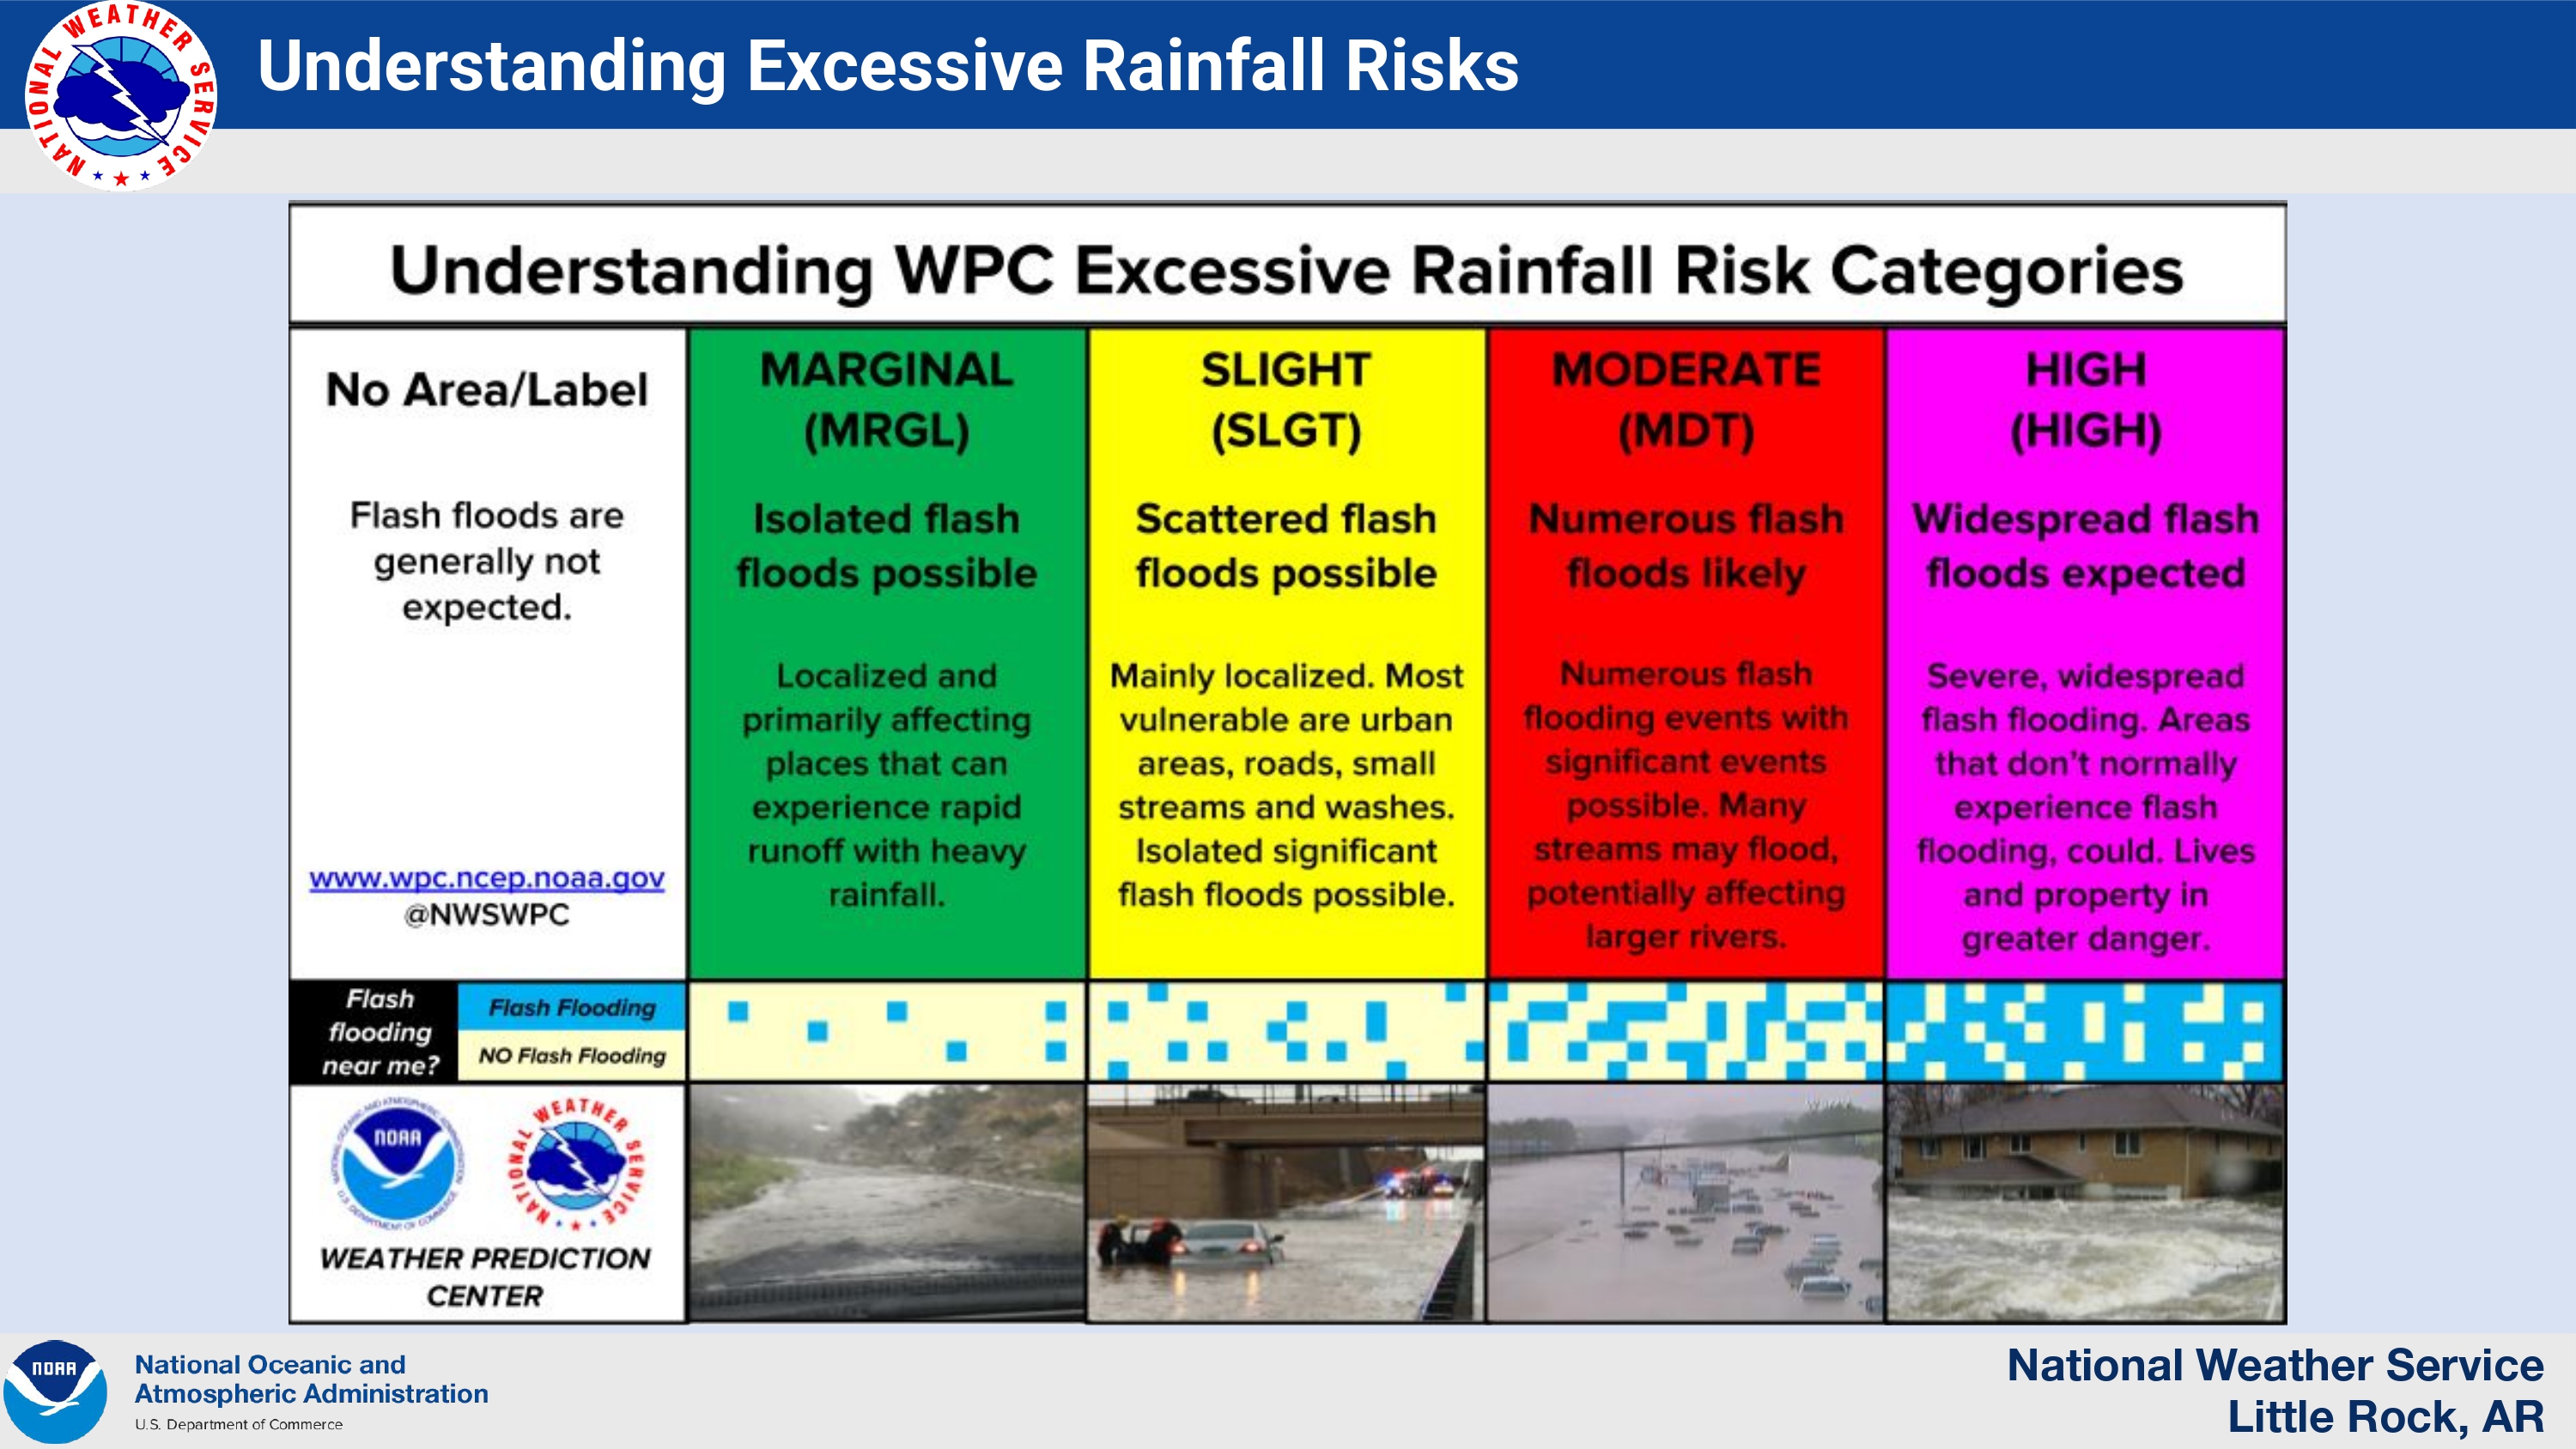 NATIONAL WEATHER SERVICE
Understanding Excessive Rainfall Risks
Understanding WPC Excessive Rainfall Risk Categories
No Area/Label
Flash floods are
generally not
expected.
www.wpc.ncep.noaa.gov
@NWSWPC
MARGINAL
(MRGL)
Isolated flash
floods possible
Localized and
primarily affecting
places that can
experience rapid
runoff with heavy
rainfall.
SLIGHT
(SLGT)
Scattered flash
floods possible
Mainly localized. Most
vulnerable are urban
areas, roads, small
streams and washes.
Isolated significant
flash floods possible.
MODERATE
(MDT)
Numerous flash
floods likely
Numerous flash
flooding events with
significant events
possible. Many
streams may flood,
potentially affecting
larger rivers.
HIGH
(HIGH)
Widespread flash
floods expected
Severe, widespread
flash flooding. Areas
that don't normally
experience flash
flooding, could. Lives
and property in
greater danger.
Flash
flooding
near me?
Flash Flooding
NO Flash Flooding
NOAA
NATIONAL WEATHER SERVICE
WEATHER PREDICTION
CENTER
NOAA
National Oceanic and
Atmospheric Administration
U.S. Department of Commerce
National Weather Service
Little Rock, AR